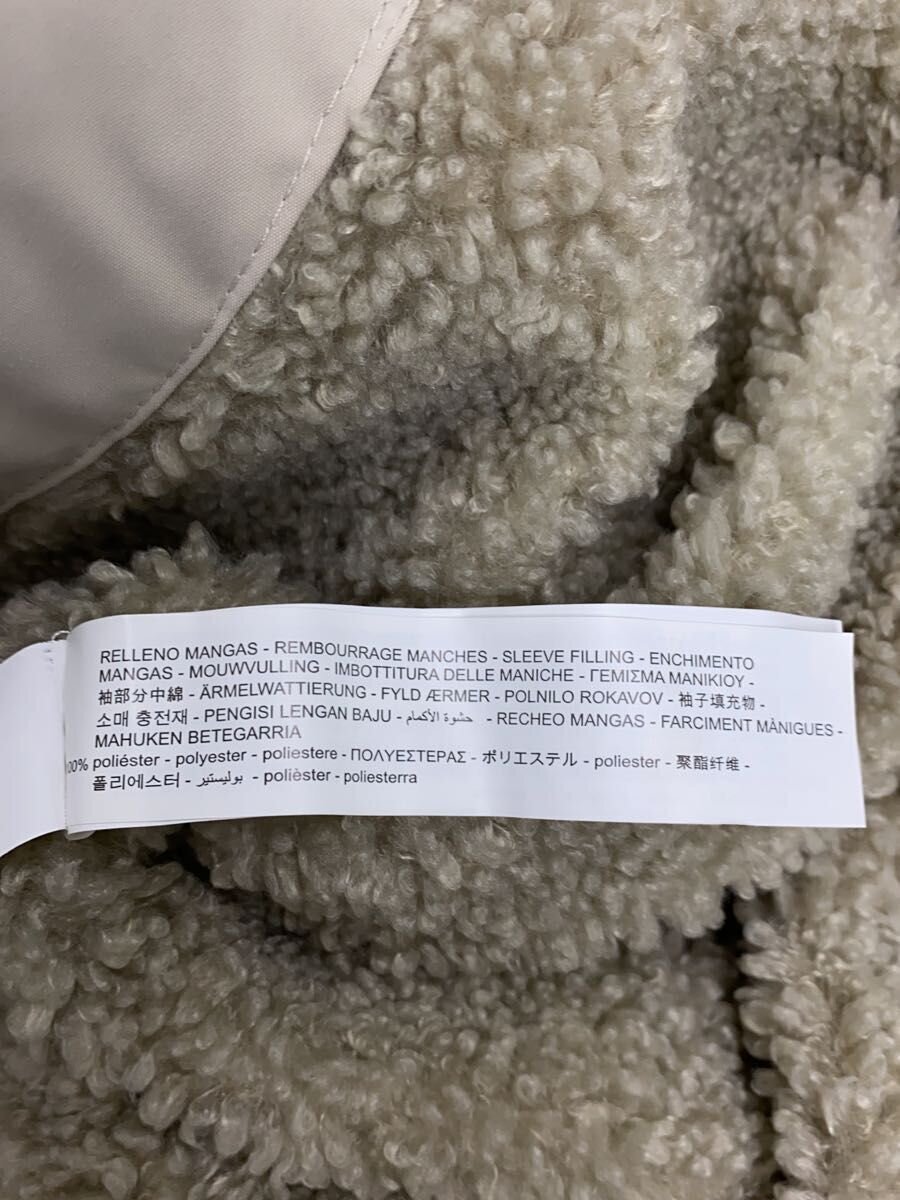 RELLENO MANGAS - REMBOURRAGE MANCHES - SLEEVE FILLING - ENCHIMENTO
MANGAS - MOUWVULLING - IMBOTTITURA DELLE MANICHE - ΓΕΜΙΣΜΑ ΜΑΝΙΚΙΟΥ -
袖部分中綿 - ÄRMELWATTIERUNG - FYLD ÆRMER - POLNILO ROKAVOV - 袖子填充物 -
소매 충전재 - PENGISI LENGAN BAJU - حشوة الأكمام - RECHEO MANGAS - FARCIMENT MÀNIGUES -
MAHUKEN BETEGARRIA
100% poliéster - polyester - poliestere - ΠΟΛΥΕΣΤΕΡΑΣ - ポリエステル - poliester - 聚酯纤维 -
폴리에스터 - بوليستير - polièster - poliesterra